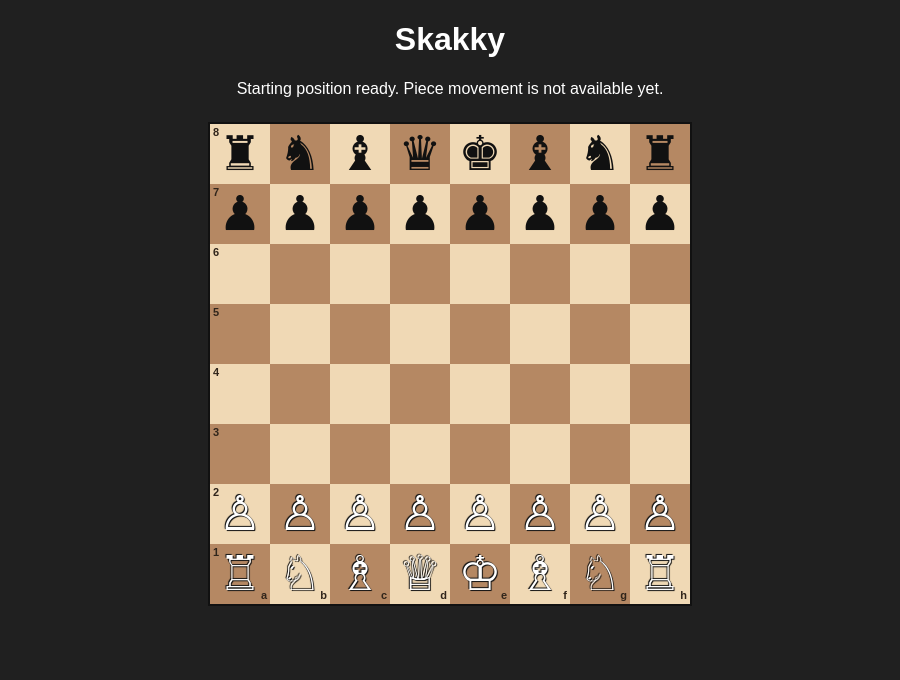 Skakky
Starting position ready. Piece movement is not available yet.
8
7
6
5
4
3
2
1
a b c d e f g h